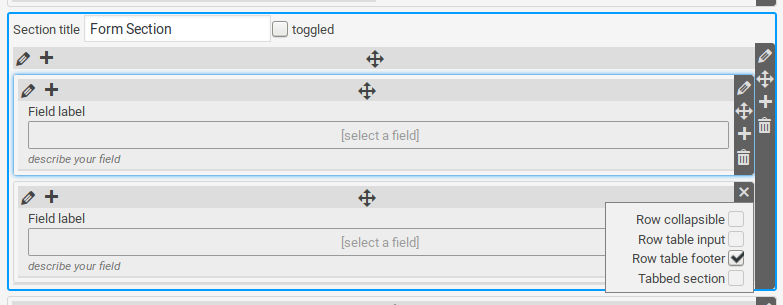 Section title Form Section toggled
Field label
[select a field]
describe your field
Field label
[select a field]
describe your field
Row collapsible
Row table input
Row table footer
Tabbed section